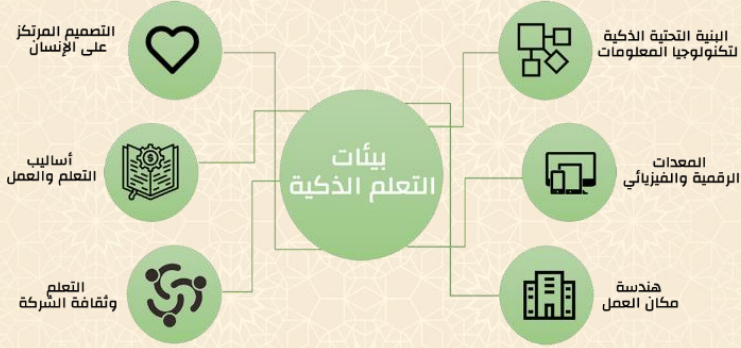 البنية التحتية الذكية
لتكنولوجيا المعلومات
التصميم المرتكز
على الإنسان
بيئات
التعلم الذكية
المعدات
الرقمية والفيزيائي
أساليب
التعلم والعمل
هندسة
مكان العمل
التعلم
وثقافة الشركة